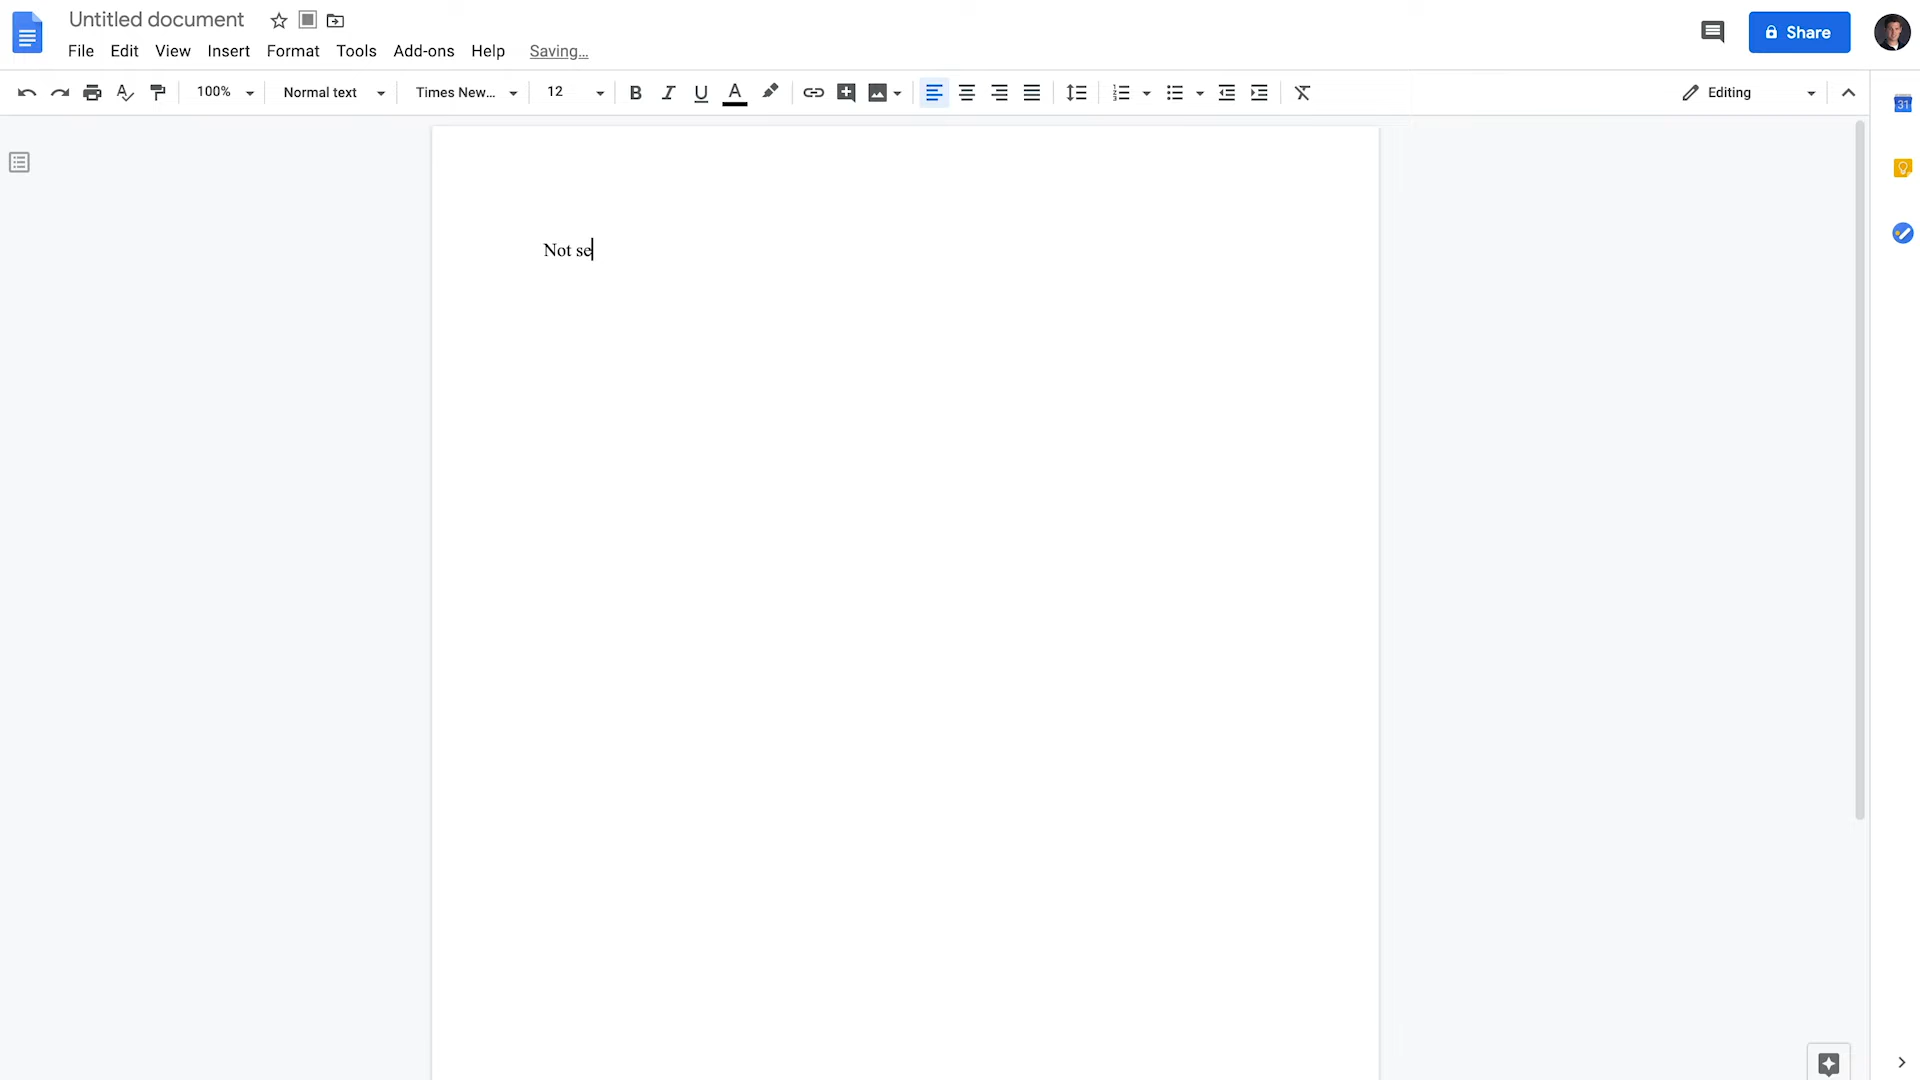 Untitled document
File Edit View Insert Format Tools Add-ons Help Saving...
Share
100% Normal text Times New... 12 B I U A Editing
31
Not se